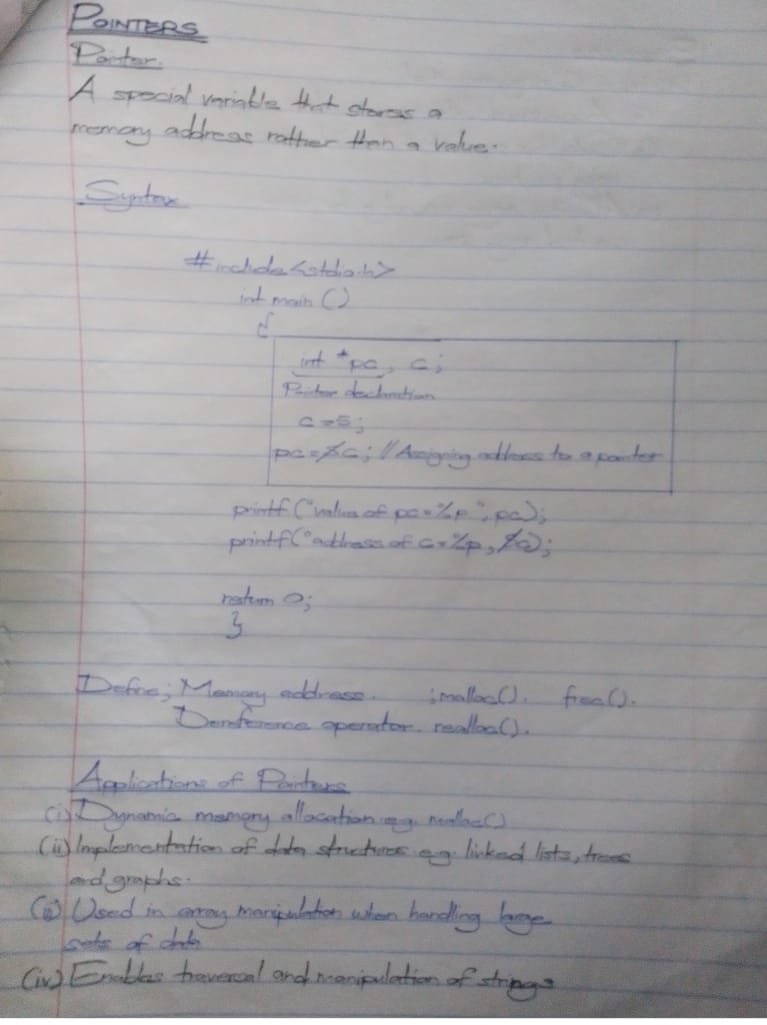 POINTERS
Pointer.
A special variable that stores a
memory address rather than a value.
Syntax
#include<stdio.h>
int main ()
{
int *pc, c;
Pointer declaration
c=5;
pc=&c; // Assigning address to a pointer
printf ("value of pc=%p", pc);
printf("address of c=%p, &c);
return 0;
}
Define; Memory address. ; malloc(). free().
Dereference operator. realloc().
Applications of Pointers
(i) Dynamic memory allocation eg. malloc()
(ii) Implementation of data structures eg. linked lists, trees
and graphs.
(iii) Used in array manipulation when handling large
sets of data
(iv) Enables traversal and manipulation of strings